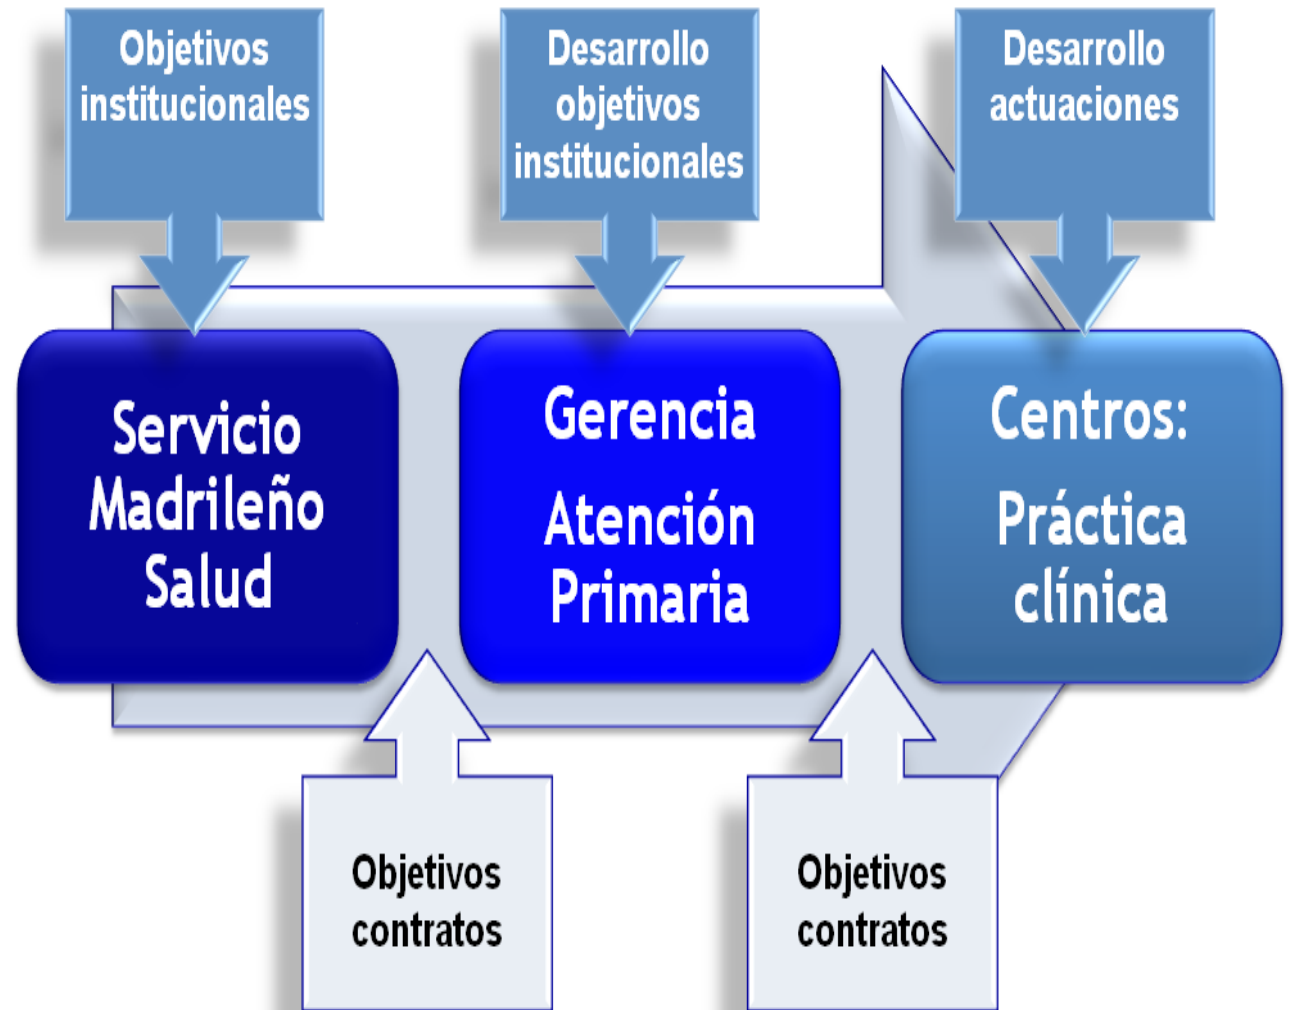 Objetivos
institucionales
Desarrollo
objetivos
institucionales
Desarrollo
actuaciones
Servicio
Madrileño
Salud
Gerencia
Atención
Primaria
Centros:
Práctica
clínica
Objetivos
contratos
Objetivos
contratos